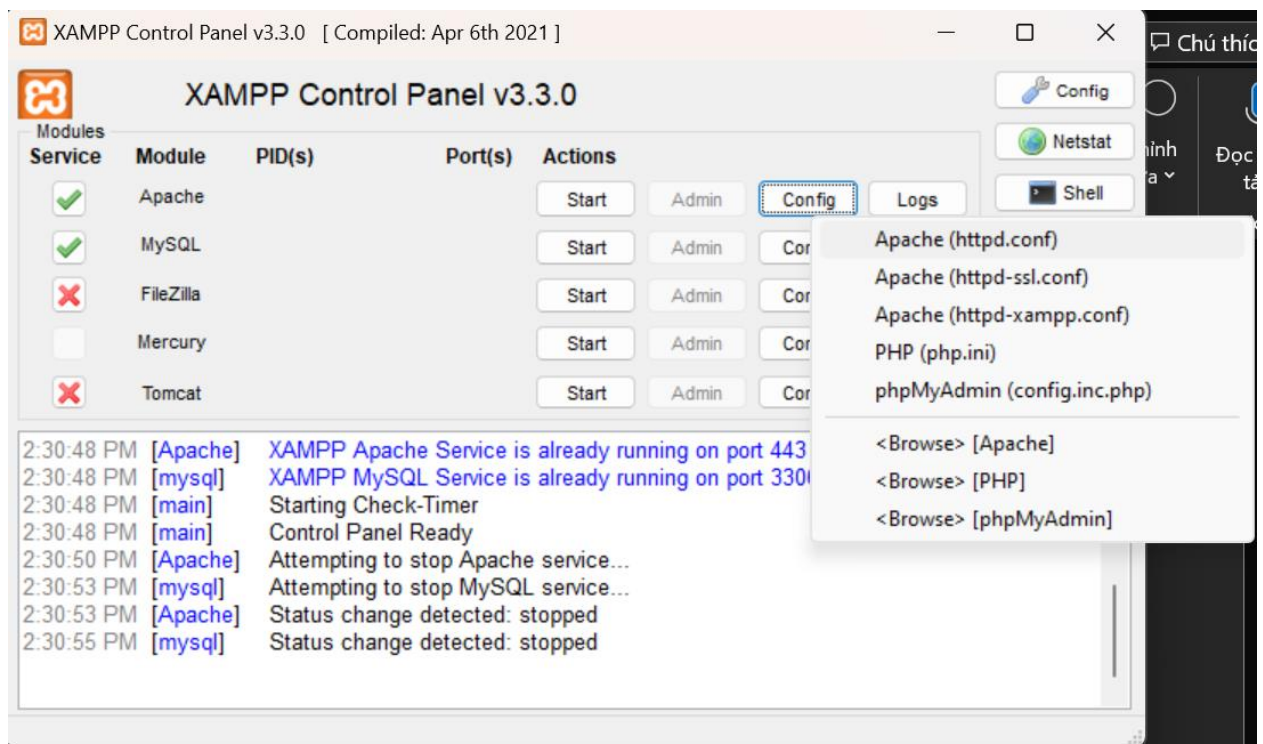 XAMPP Control Panel v3.3.0 [ Compiled: Apr 6th 2021 ]
Chú
XAMPP Control Panel v3.3.0
Config
Modules
Service Module PID(s) Port(s) Actions
Netstat
Apache Start Admin Config Logs
Shell
Đọc
MySQL Start Admin
FileZilla Start Admin
Mercury Start Admin
Tomcat Start Admin
Apache (httpd.conf)
Apache (httpd-ssl.conf)
Apache (httpd-xampp.conf)
PHP (php.ini)
phpMyAdmin (config.inc.php)
<Browse> [Apache]
<Browse> [PHP]
<Browse> [phpMyAdmin]
2:30:48 PM [Apache] XAMPP Apache Service is already running on port 443
2:30:48 PM [mysql] XAMPP MySQL Service is already running on port
2:30:48 PM [main] Starting Check-Timer
2:30:48 PM [main] Control Panel Ready
2:30:50 PM [Apache] Attempting to stop Apache service...
2:30:53 PM [mysql] Attempting to stop MySQL service...
2:30:53 PM [Apache] Status change detected: stopped
2:30:55 PM [mysql] Status change detected: stopped